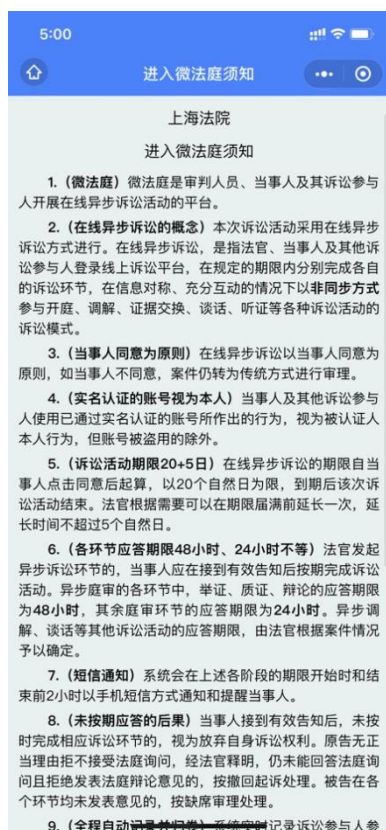 5:00
进入微法庭须知
上海法院
进入微法庭须知
1.（微法庭）微法庭是审判人员、当事人及其诉讼参与
人开展在线异步诉讼活动的平台。
2.（在线异步诉讼的概念）本次诉讼活动采用在线异步
诉讼方式进行。在线异步诉讼，是指法官、当事人及其他诉
讼参与人登录线上诉讼平台，在规定的期限内分别完成各自
的诉讼环节，在信息对称、充分互动的情况下以非同步方式
参与开庭、调解、证据交换、谈话、听证等各种诉讼活动的
诉讼模式。
3.（当事人同意为原则）在线异步诉讼以当事人同意为
原则，如当事人不同意，案件仍转为传统方式进行审理。
4.（实名认证的账号视为本人）当事人及其他诉讼参与
人使用已通过实名认证的账号所作出的行为，视为被认证人
本人行为，但账号被盗用的除外。
5.（诉讼活动期限20+5日）在线异步诉讼的期限自当
事人点击同意后起算，以20个自然日为限，到期后该次诉
讼活动结束。法官根据需要可以在期限届满前延长一次，延
长时间不超过5个自然日。
6.（各环节应答期限48小时、24小时不等）法官发起
异步诉讼环节的，当事人应在接到有效告知后按期完成诉讼
活动。异步庭审的各环节中，举证、质证、辩论的应答期限
为48小时，其余庭审环节的应答期限为24小时。异步调
解、谈话等其他诉讼活动的应答期限，由法官根据案件情况
予以确定。
7.（短信通知）系统会在上述各阶段的期限开始时和结
束前2小时以手机短信方式通知和提醒当事人。
8.（未按期应答的后果）当事人接到有效告知后，未按
时完成相应诉讼环节的，视为放弃自身诉讼权利。原告无正
当理由拒不接受法庭询问，经法官释明，仍未能回答法庭询
问且拒绝发表法庭辩论意见的，按撤回起诉处理。被告在各
个环节均未发表意见的，按缺席审理处理。
9.（全程自动记录并归卷）系统实时记录诉讼参与人参